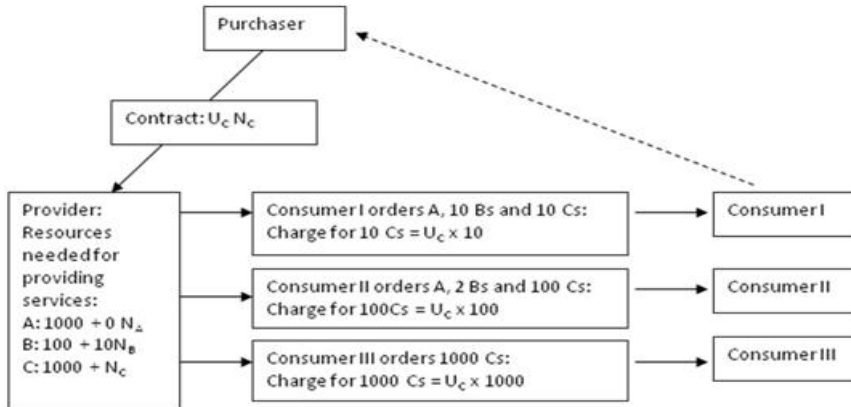 Purchaser
Contract: U_C N_C
Provider:
Resources
needed for
providing
services:
A: 1000 + 0 N_A
B: 100 + 10N_B
C: 1000 + N_C
Consumer I orders A, 10 Bs and 10 Cs:
Charge for 10 Cs = U_C x 10
Consumer I
Consumer II orders A, 2 Bs and 100 Cs:
Charge for 100Cs = U_C x 100
Consumer II
Consumer III orders 1000 Cs:
Charge for 1000 Cs = U_C x 1000
Consumer III